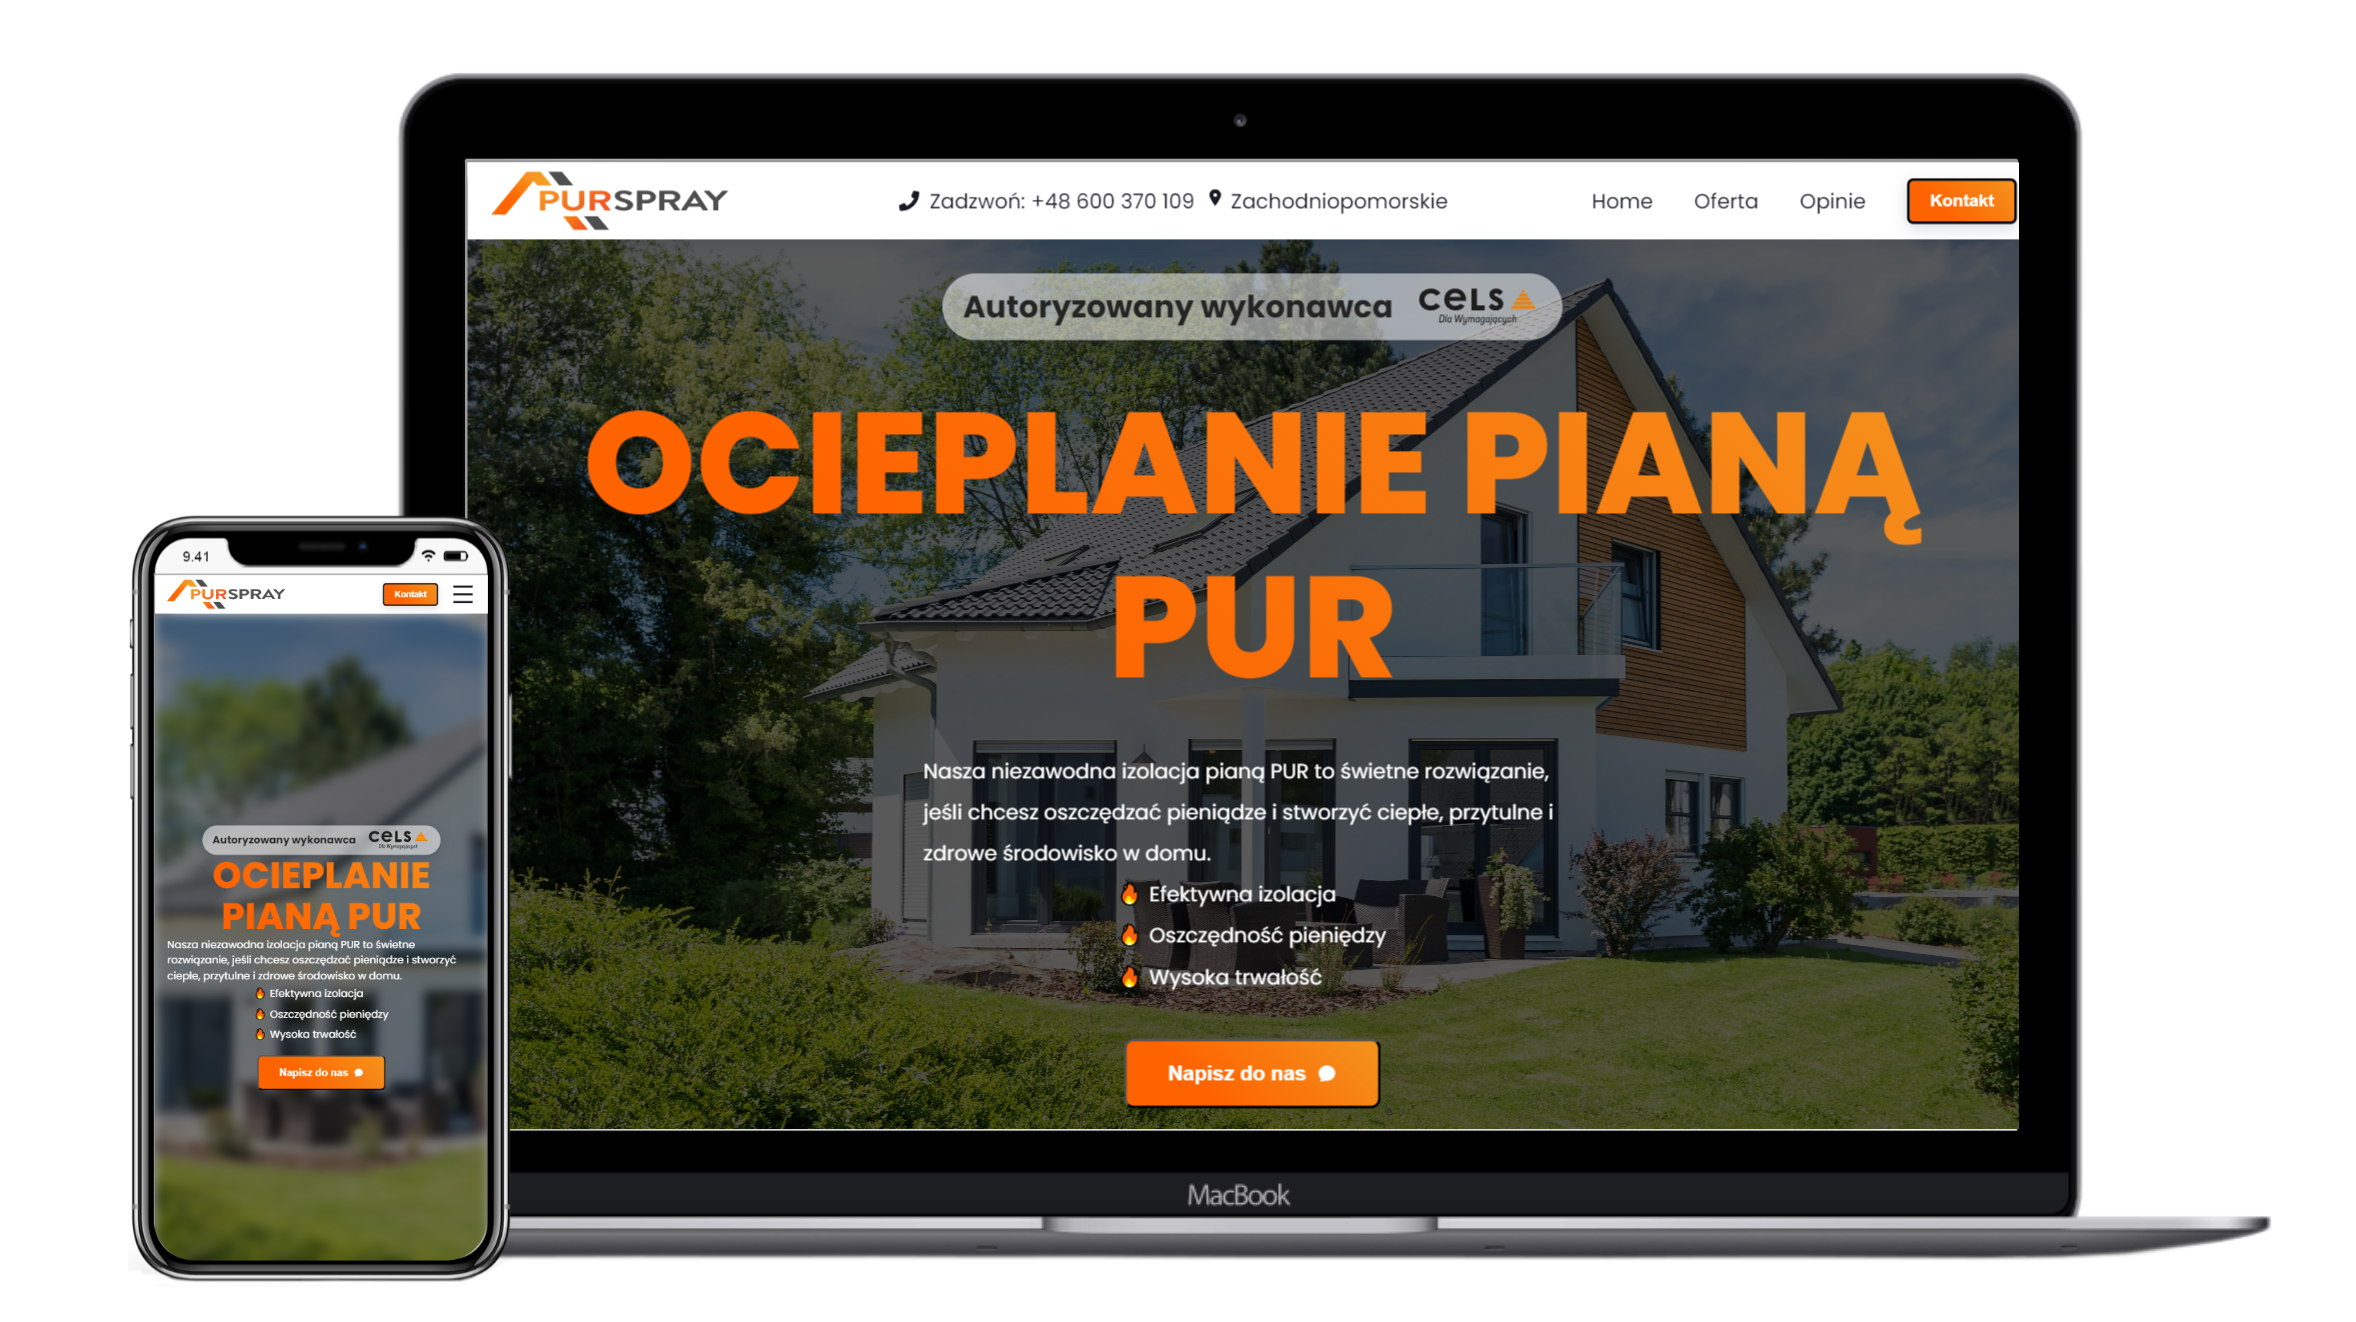 PURSPRAY
Zadzwoń: +48 600 370 109 Zachodniopomorskie
Home Oferta Opinie Kontakt
Autoryzowany wykonawca CeLS
Dla Wymagających
OCIEPLANIE PIANĄ
PUR
Nasza niezawodna izolacja pianą PUR to świetne rozwiązanie,
jeśli chcesz oszczędzać pieniądze i stworzyć ciepłe, przytulne i
zdrowe środowisko w domu.
Efektywna izolacja
Oszczędność pieniędzy
Wysoka trwałość
Napisz do nas
MacBook
9.41
PURSPRAY
Kontakt
Autoryzowany wykonawca CeLS
Dla Wymagających
OCIEPLANIE
PIANĄ PUR
Nasza niezawodna izolacja pianą PUR to świetne
rozwiązanie, jeśli chcesz oszczędzać pieniądze i stworzyć
ciepłe, przytulne i zdrowe środowisko w domu.
Efektywna izolacja
Oszczędność pieniędzy
Wysoka trwałość
Napisz do nas